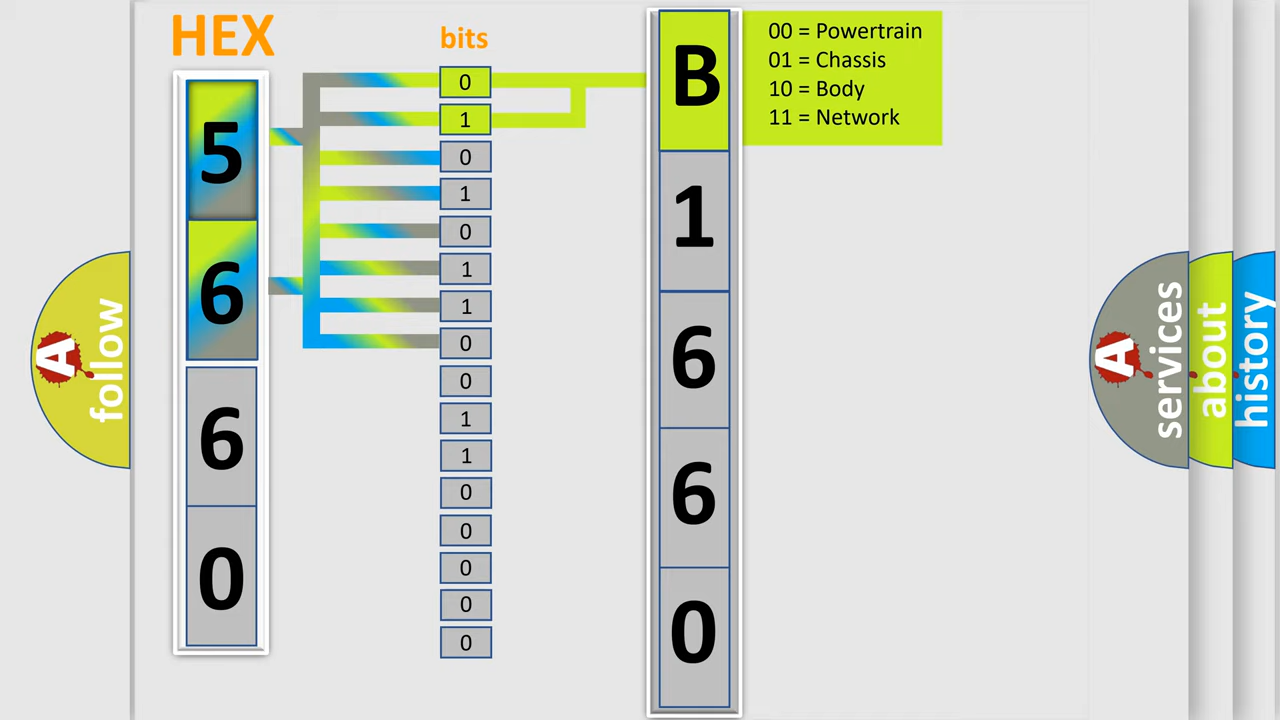 HEX
bits
5
6
6
0
0
1
0
1
0
1
1
0
0
1
1
0
0
0
0
0
B
1
6
6
0
00 = Powertrain
01 = Chassis
10 = Body
11 = Network
A
follow
A
services
about
history